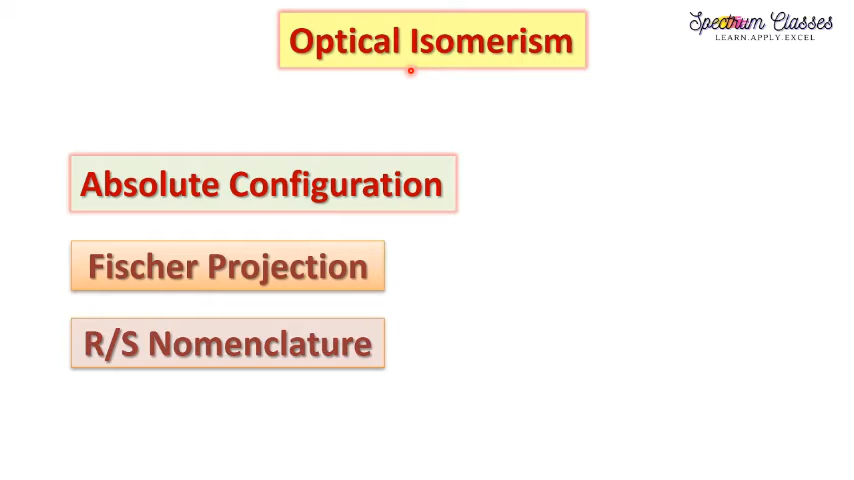 Optical Isomerism
Spectrum Classes
LEARN.APPLY.EXCEL
Absolute Configuration
Fischer Projection
R/S Nomenclature